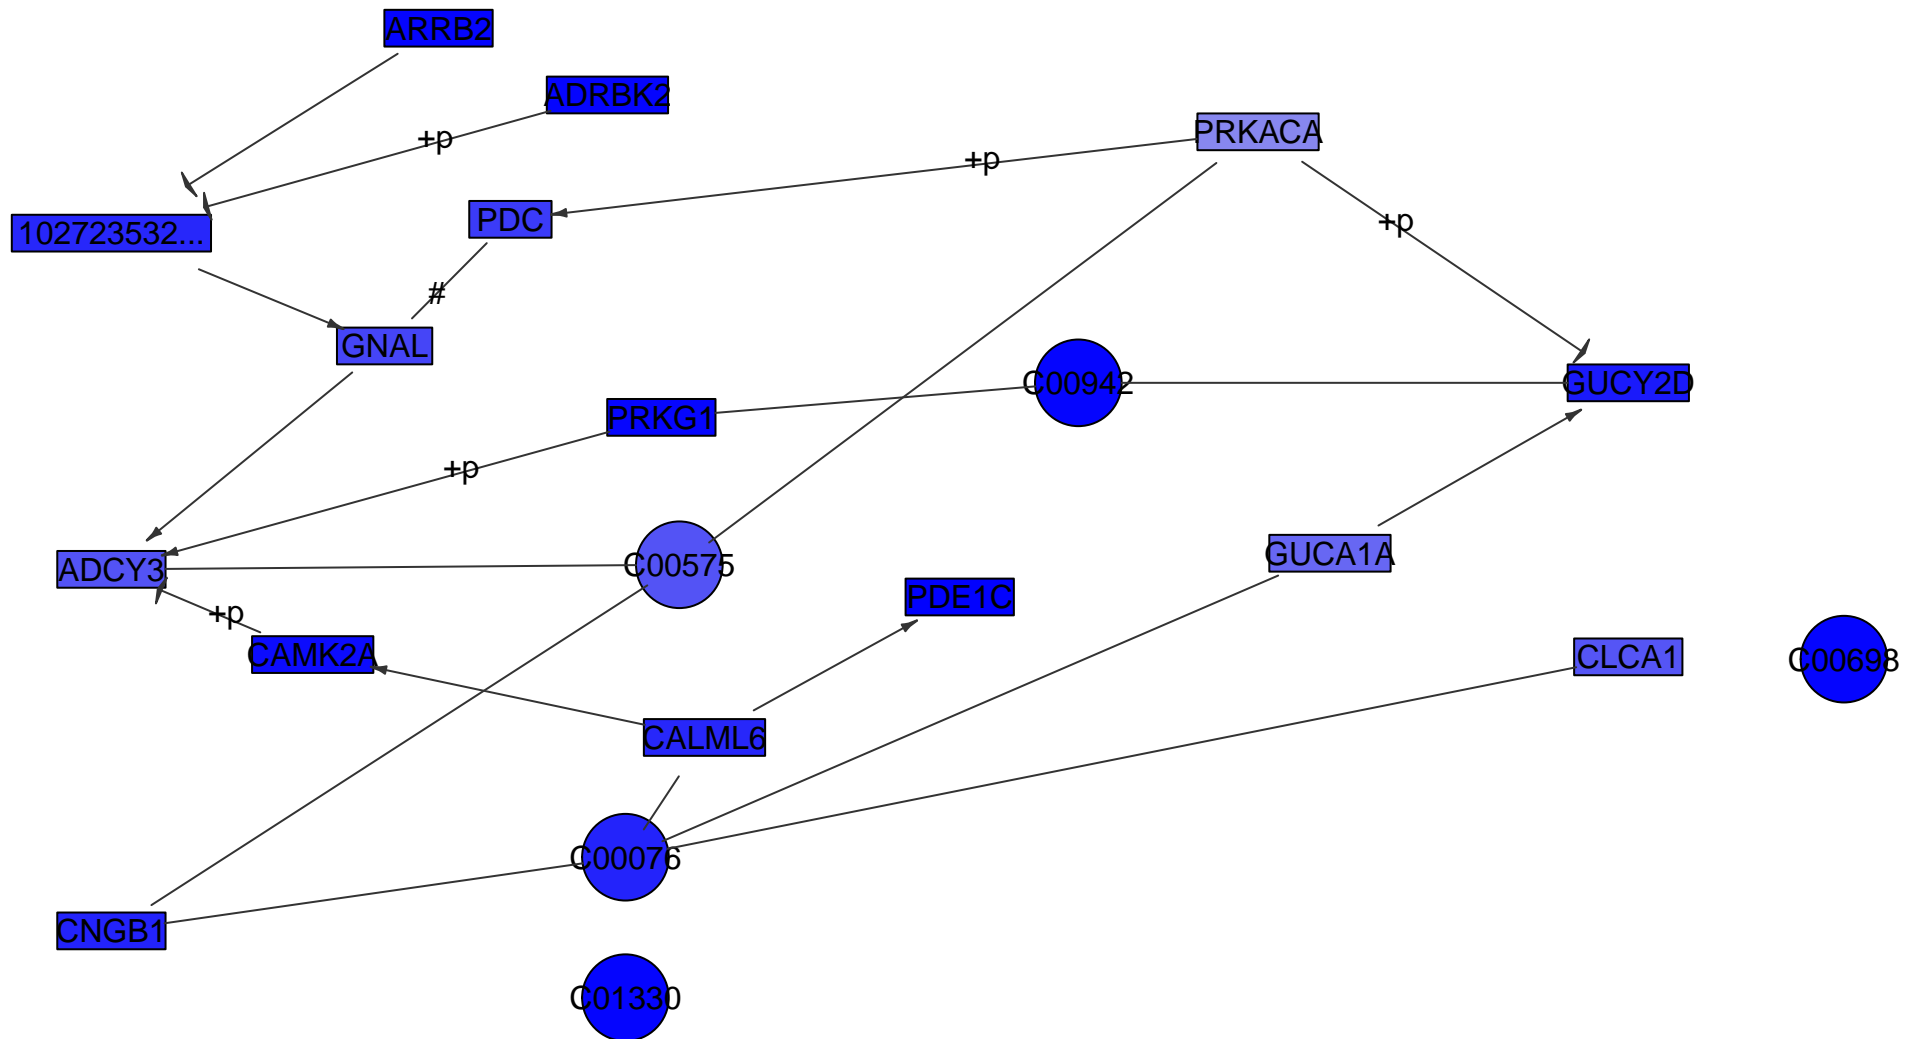 ARRB2
ADRBK2
+p
PRKACA
+p
102723532...
PDC
+p
#
GNAL
C00942
GUCY2D
PRKG1
+p
ADCY3
C00575
GUCA1A
PDE1C
+p
CAMK2A
CLCA1
C00698
CALML6
C00076
CNGB1
C01330